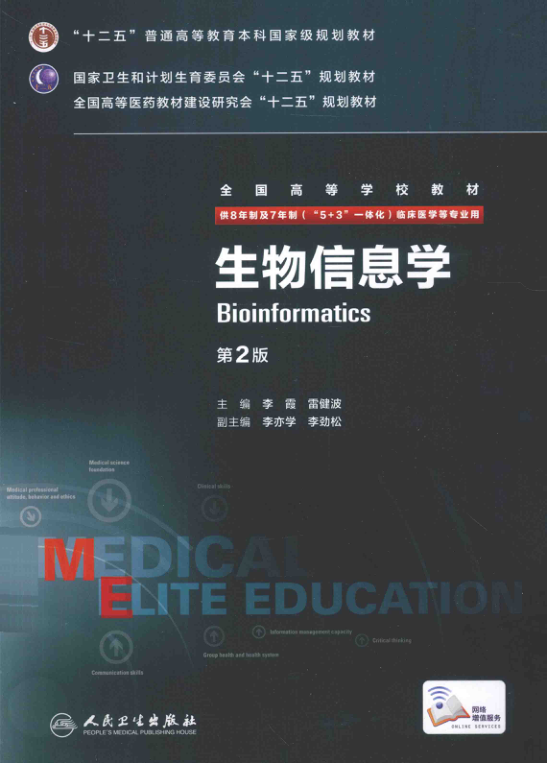 “十二五”普通高等教育本科国家级规划教材
国家卫生和计划生育委员会“十二五”规划教材
全国高等医药教材建设研究会“十二五”规划教材
全国高等学校教材
供8年制及7年制(“5+3”一体化)临床医学等专业用
生物信息学
Bioinformatics
第2版
主编 李霞 雷健波
副主编 李亦学 李劲松
Medical science
foundation
Medical professional
attitude, behavior and ethics
Clinical skills
MEDICAL
ELITE EDUCATION
Information management capacity
Critical thinking
Group health and health system
Communication skills
人民卫生出版社
PEOPLE'S MEDICAL PUBLISHING HOUSE
网络
增值服务
ONLINE SERVICES